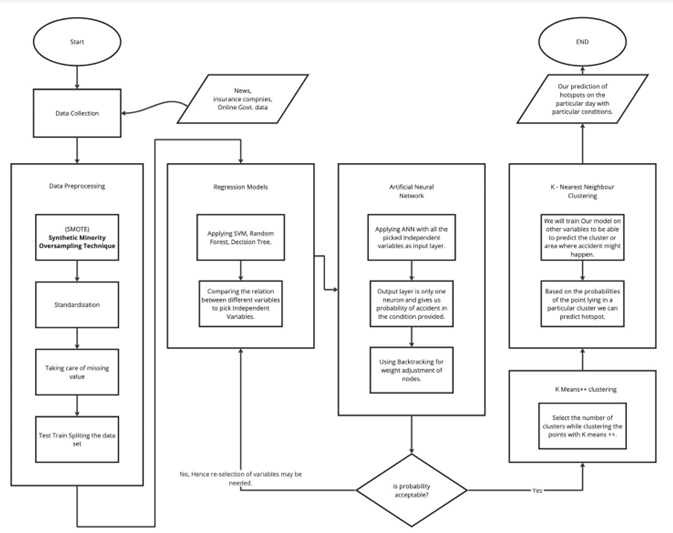 Start
END
News,
insurance compnies,
Online Govt. data
Our prediction of
hotspots on the
particular day with
particular conditions.
Data Collection
Data Preprocessing
(SMOTE)
Synthetic Minority
Oversampling Technique
Standardization
Taking care of missing
value
Test Train Spliting the data
set
Regression Models
Applying SVM, Random
Forest, Decision Tree.
Comparing the relation
between different variables
to pick Independent
Variables.
Artificial Neural
Network
Applying ANN with all the
picked Independent
variables as input layer.
Output layer is only one
neuron and gives us
probability of accident in
the condition provided.
Using Backtracking for
weight adjustment of
nodes.
K - Nearest Neighbour
Clustering
We will train Our model on
other variables to be able
to predict the cluster or
area where accident might
happen.
Based on the probabilities
of the point lying in a
particular cluster we can
predict hotspot.
K Means++ clustering
Select the number of
clusters while clustering the
points with K means ++.
No, Hence re-selection of variables may be
needed.
is probability
acceptable?
Yes